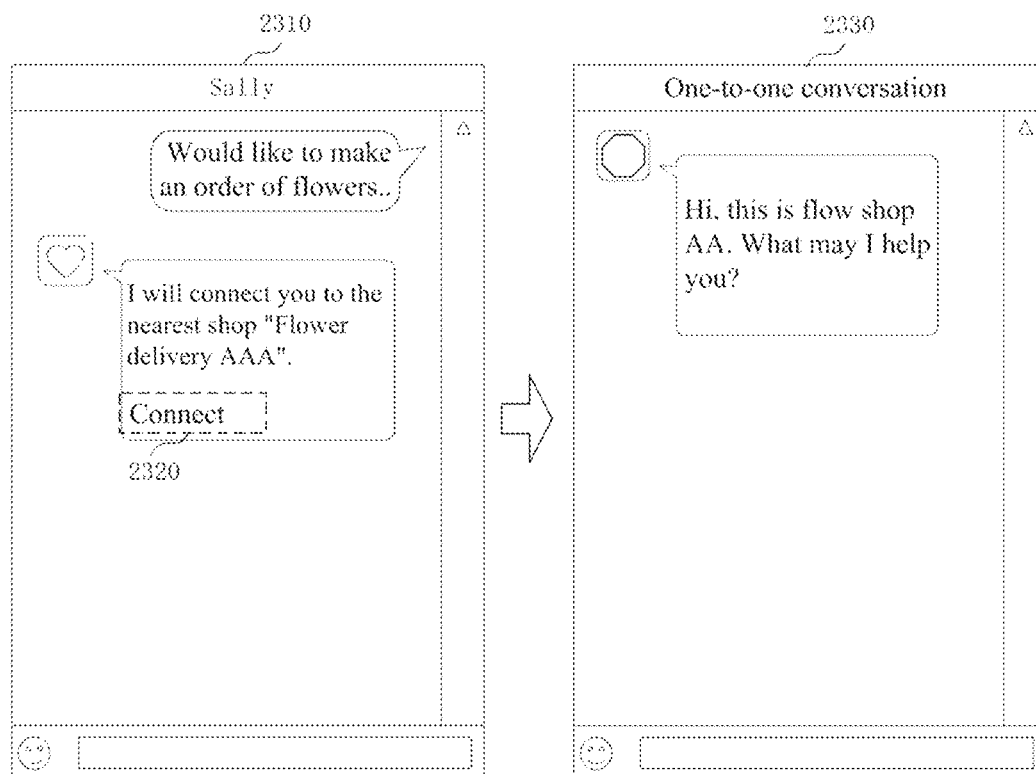 2310
Sally
Would like to make
an order of flowers..
I will connect you to the
nearest shop "Flower
delivery AAA".
Connect
2320
2330
One-to-one conversation
Hi, this is flow shop
AA. What may I help
you?